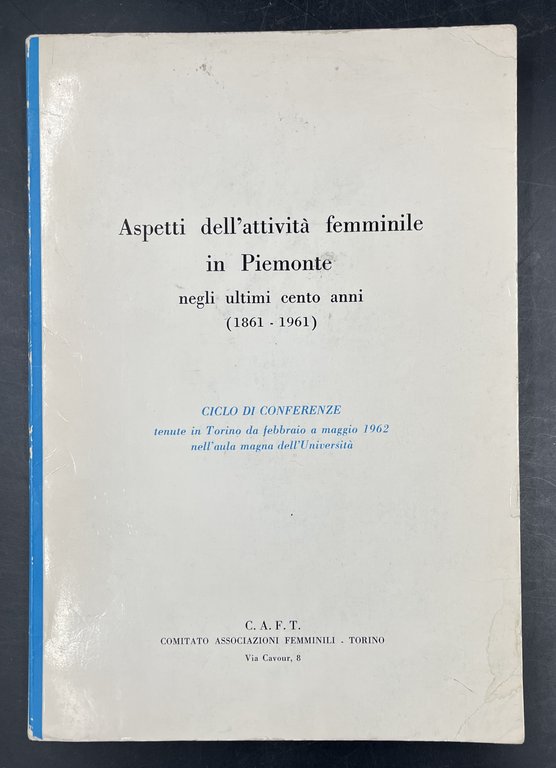 Aspetti dell'attività femminile
in Piemonte
negli ultimi cento anni
(1861 - 1961)
CICLO DI CONFERENZE
tenute in Torino da febbraio a maggio 1962
nell'aula magna dell'Università
C. A. F. T.
COMITATO ASSOCIAZIONI FEMMINILI - TORINO
Via Cavour, 8